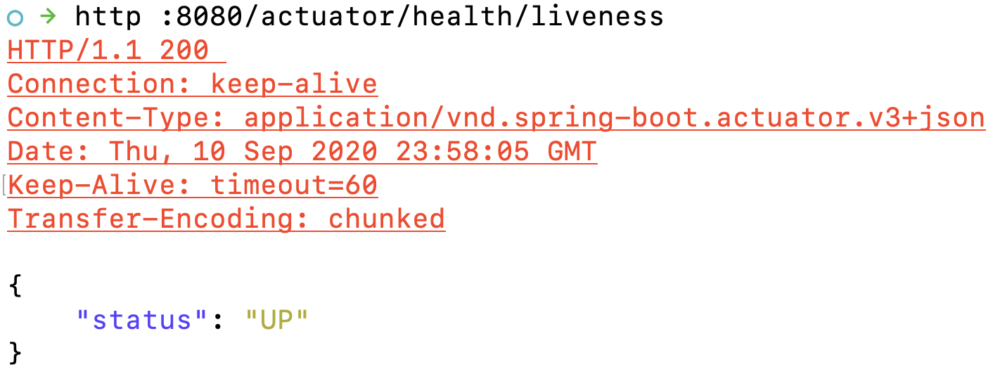 ○ → http :8080/actuator/health/liveness
HTTP/1.1 200
Connection: keep-alive
Content-Type: application/vnd.spring-boot.actuator.v3+json
Date: Thu, 10 Sep 2020 23:58:05 GMT
Keep-Alive: timeout=60
Transfer-Encoding: chunked

{
    "status": "UP"
}